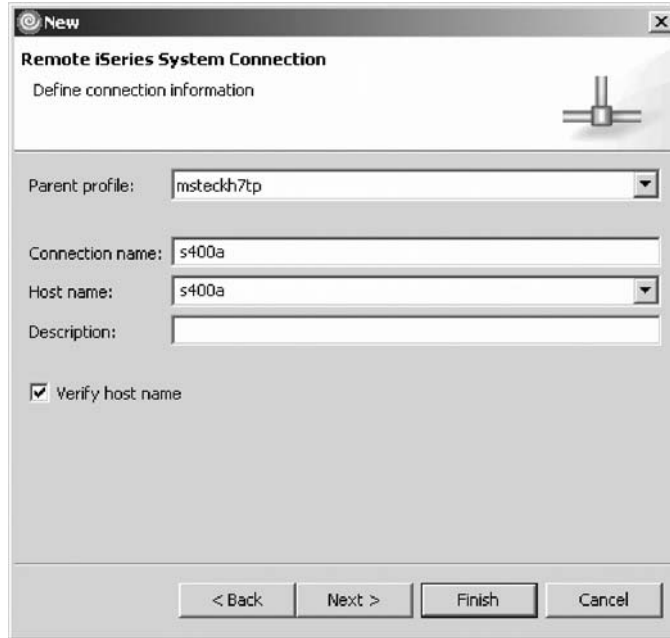 New
Remote iSeries System Connection
Define connection information
Parent profile: msteckh7tp
Connection name: s400a
Host name: s400a
Description:
Verify host name
< Back Next > Finish Cancel